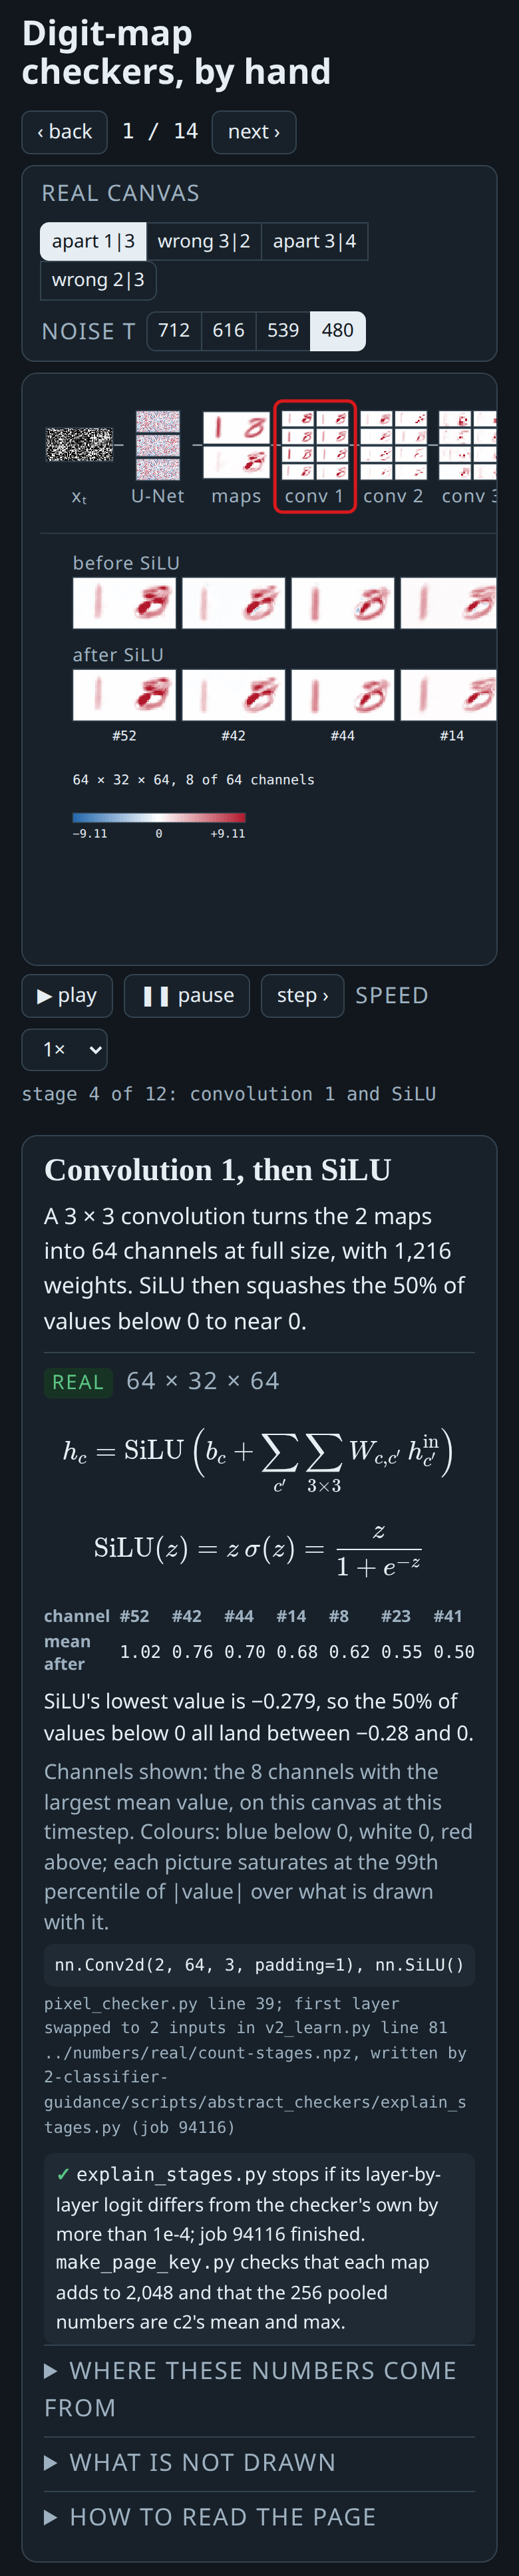 Digit-map
checkers, by hand
‹ back 1 / 14 next ›
REAL CANVAS
apart 1|3 wrong 3|2 apart 3|4
wrong 2|3
NOISE T 712 616 539 480
xₜ U-Net maps conv 1 conv 2 conv 3
before SiLU
after SiLU
#52 #42 #44 #14
64 × 32 × 64, 8 of 64 channels
−9.11 0 +9.11
▶ play ❚❚ pause step › SPEED
1×
stage 4 of 12: convolution 1 and SiLU
Convolution 1, then SiLU
A 3 × 3 convolution turns the 2 maps
into 64 channels at full size, with 1,216
weights. SiLU then squashes the 50% of
values below 0 to near 0.
REAL 64 × 32 × 64
h_c = SiLU ( b_c + ∑_{c′} ∑_{3×3} W_{c,c′} h^{in}_{c′} )
SiLU(z) = z σ(z) = z / (1 + e^{−z})
channel #52 #42 #44 #14 #8 #23 #41
mean
after 1.02 0.76 0.70 0.68 0.62 0.55 0.50
SiLU's lowest value is −0.279, so the 50% of
values below 0 all land between −0.28 and 0.
Channels shown: the 8 channels with the
largest mean value, on this canvas at this
timestep. Colours: blue below 0, white 0, red
above; each picture saturates at the 99th
percentile of |value| over what is drawn
with it.
nn.Conv2d(2, 64, 3, padding=1), nn.SiLU()
pixel_checker.py line 39; first layer
swapped to 2 inputs in v2_learn.py line 81
../numbers/real/count-stages.npz, written by
2-classifier-
guidance/scripts/abstract_checkers/explain_s
tages.py (job 94116)
✓ explain_stages.py stops if its layer-by-
layer logit differs from the checker's own by
more than 1e-4; job 94116 finished.
make_page_key.py checks that each map
adds to 2,048 and that the 256 pooled
numbers are c2's mean and max.
▶ WHERE THESE NUMBERS COME
FROM
▶ WHAT IS NOT DRAWN
▶ HOW TO READ THE PAGE